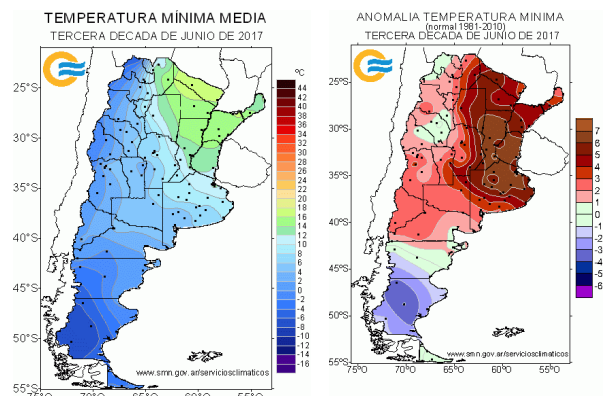 TEMPERATURA MÍNIMA MEDIA
TERCERA DECADA DE JUNIO DE 2017
25°S
30°S
35°S
40°S
45°S
50°S
55°S
75°W
70°W
65°W
60°W
55°W
www.smn.gov.ar/serviciosclimaticos
ºC
44
42
40
38
36
34
32
30
28
26
24
22
20
18
16
14
12
10
8
6
4
2
0
-2
-4
-6
-8
-10
-12
-14
-16
ANOMALIA TEMPERATURA MINIMA
(normal 1981-2010)
TERCERA DECADA DE JUNIO DE 2017
25°S
30°S
35°S
40°S
45°S
50°S
55°S
75°W
70°W
65°W
60°W
55°W
www.smn.gov.ar/serviciosclimaticos
7
6
5
4
3
2
1
0
-1
-2
-3
-4
-5
-6